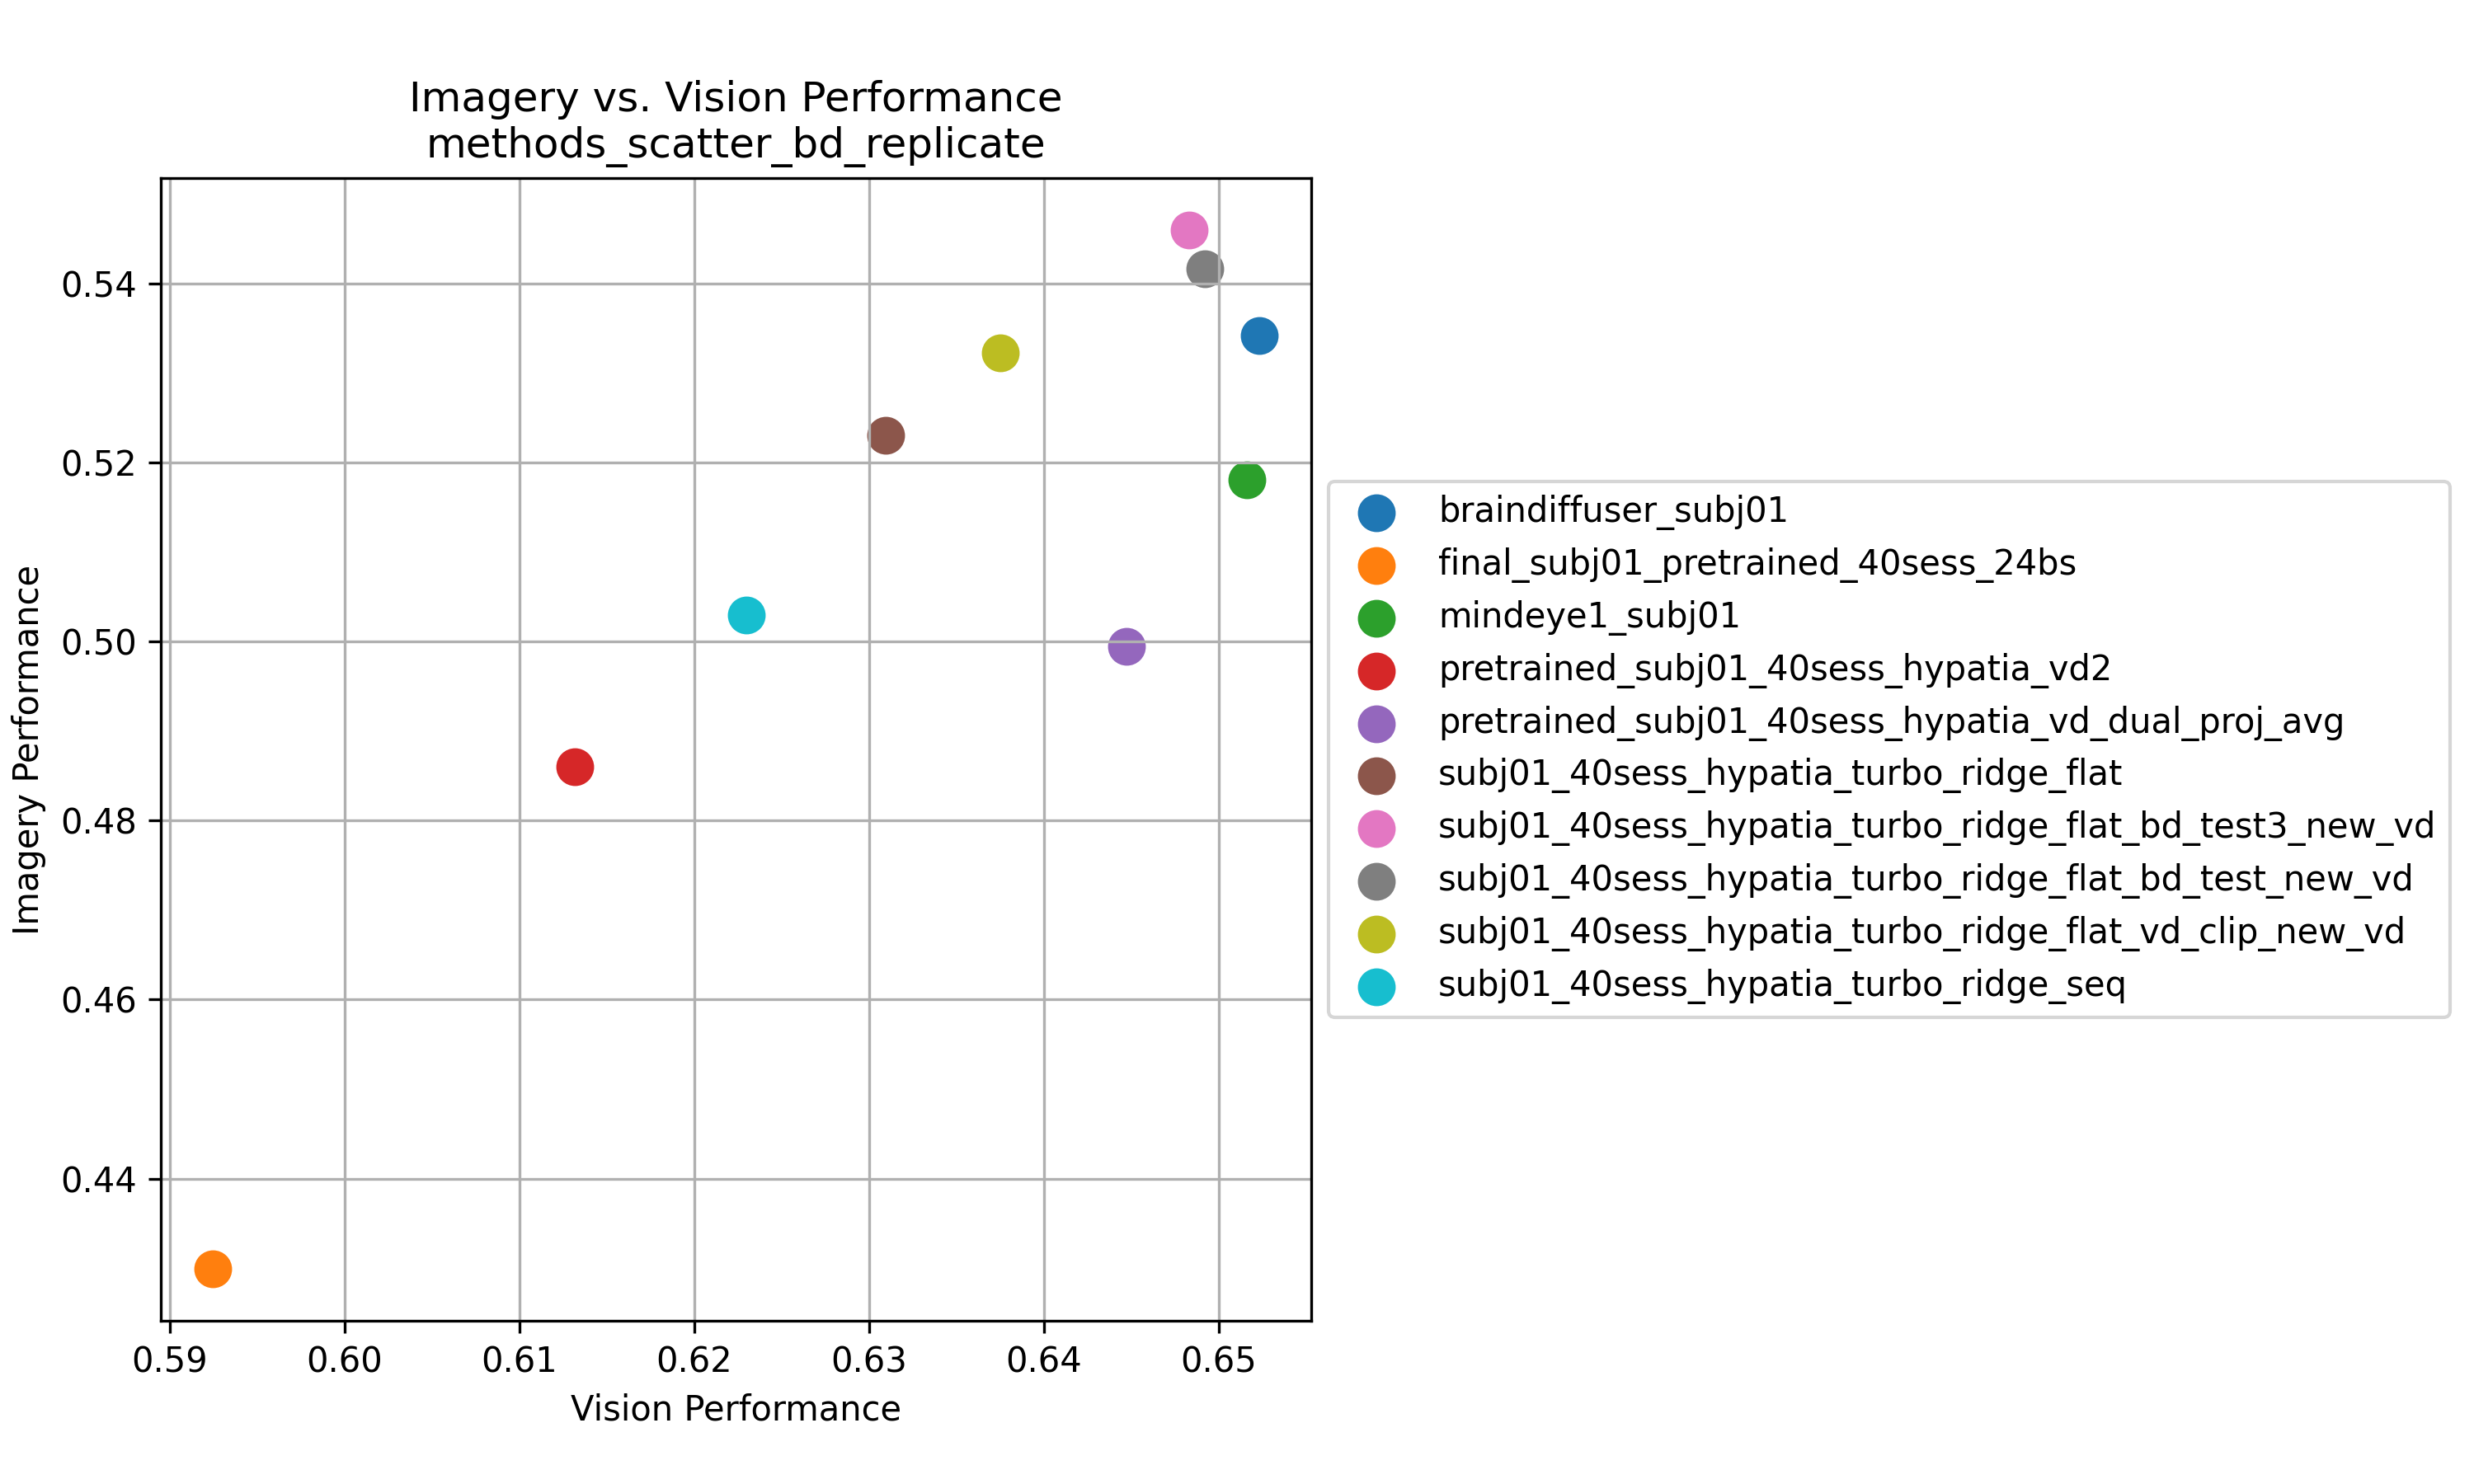 Imagery vs. Vision Performance
methods_scatter_bd_replicate
Imagery Performance
0.54
0.52
0.50
0.48
0.46
0.44
0.59 0.60 0.61 0.62 0.63 0.64 0.65
Vision Performance
braindiffuser_subj01
final_subj01_pretrained_40sess_24bs
mindeye1_subj01
pretrained_subj01_40sess_hypatia_vd2
pretrained_subj01_40sess_hypatia_vd_dual_proj_avg
subj01_40sess_hypatia_turbo_ridge_flat
subj01_40sess_hypatia_turbo_ridge_flat_bd_test3_new_vd
subj01_40sess_hypatia_turbo_ridge_flat_bd_test_new_vd
subj01_40sess_hypatia_turbo_ridge_flat_vd_clip_new_vd
subj01_40sess_hypatia_turbo_ridge_seq